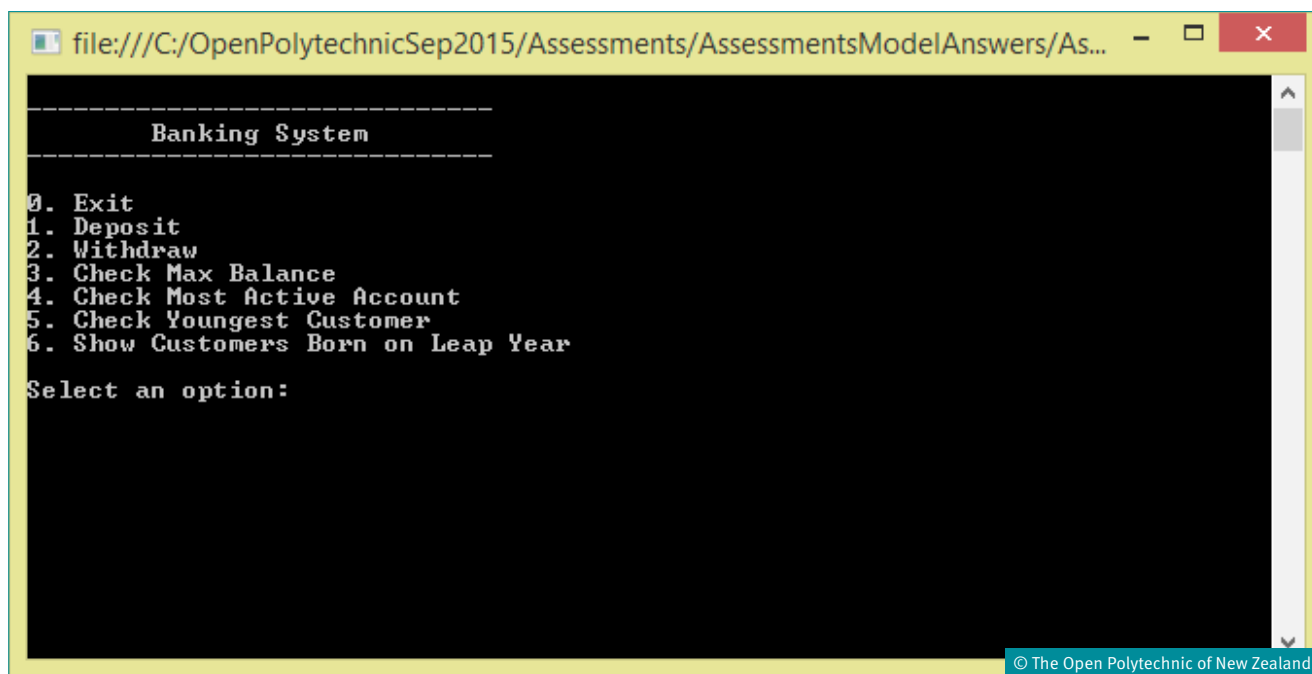 file:///C:/OpenPolytechnicSep2015/Assessments/AssessmentsModelAnswers/As...
------------------------------
Banking System
------------------------------
0. Exit
1. Deposit
2. Withdraw
3. Check Max Balance
4. Check Most Active Account
5. Check Youngest Customer
6. Show Customers Born on Leap Year
Select an option:
© The Open Polytechnic of New Zealand